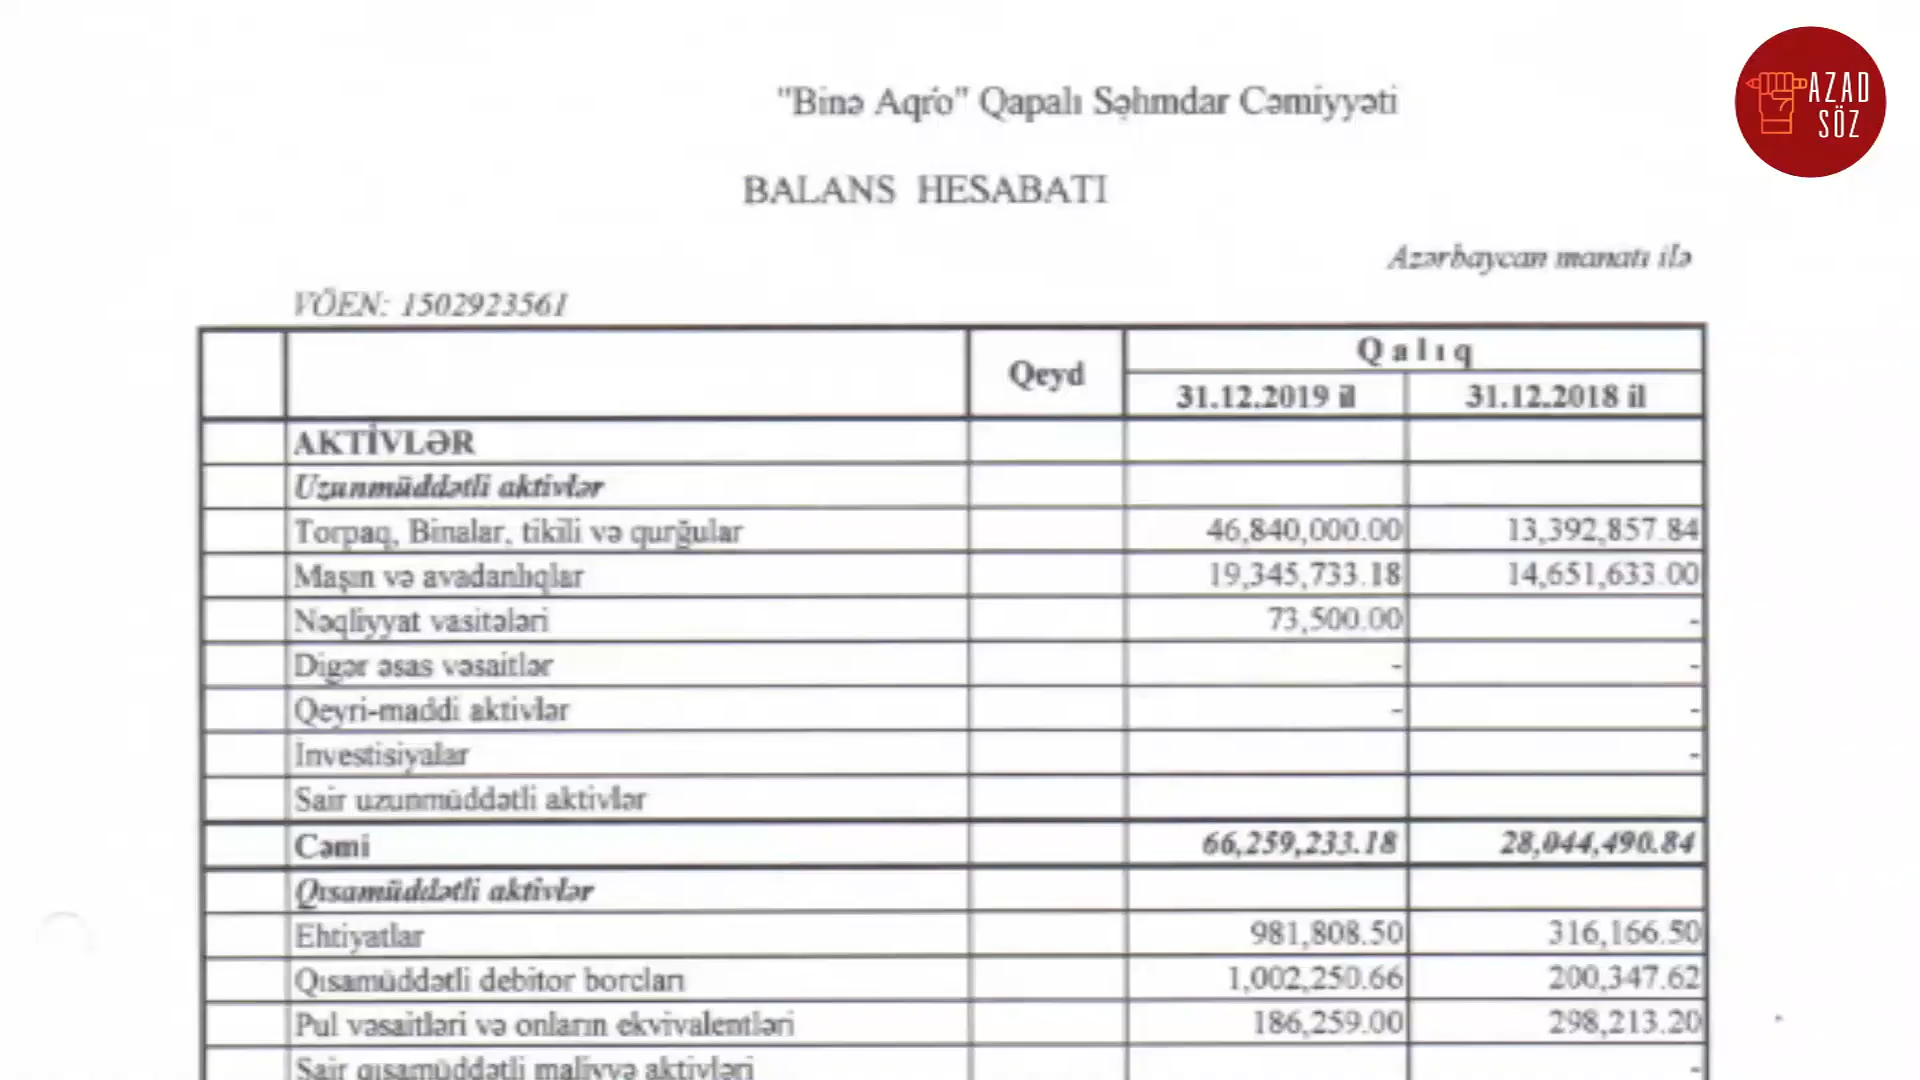 "Binə Aqro" Qapalı Səhmdar Cəmiyyəti
AZAD
SÖZ
BALANS HESABATI
Azərbaycan manatı ilə
VÖEN: 1502923561
Qeyd
Qalıq
31.12.2019 il 31.12.2018 il
AKTİVLƏR
Uzunmüddətli aktivlər
Torpaq, Binalar, tikili və qurğular 46,840,000.00 13,392,857.84
Maşın və avadanlıqlar 19,345,733.18 14,651,633.00
Nəqliyyat vasitələri 73,500.00 -
Digər əsas vəsaitlər - -
Qeyri-maddi aktivlər - -
İnvestisiyalar -
Sair uzunmüddətli aktivlər
Cəmi 66,259,233.18 28,044,490.84
Qısamüddətli aktivlər
Ehtiyatlar 981,808.50 316,166.50
Qısamüddətli debitor borcları 1,002,250.66 200,347.62
Pul vəsaitləri və onların ekvivalentləri 186,259.00 298,213.20
Sair qısamüddətli maliyyə aktivləri -